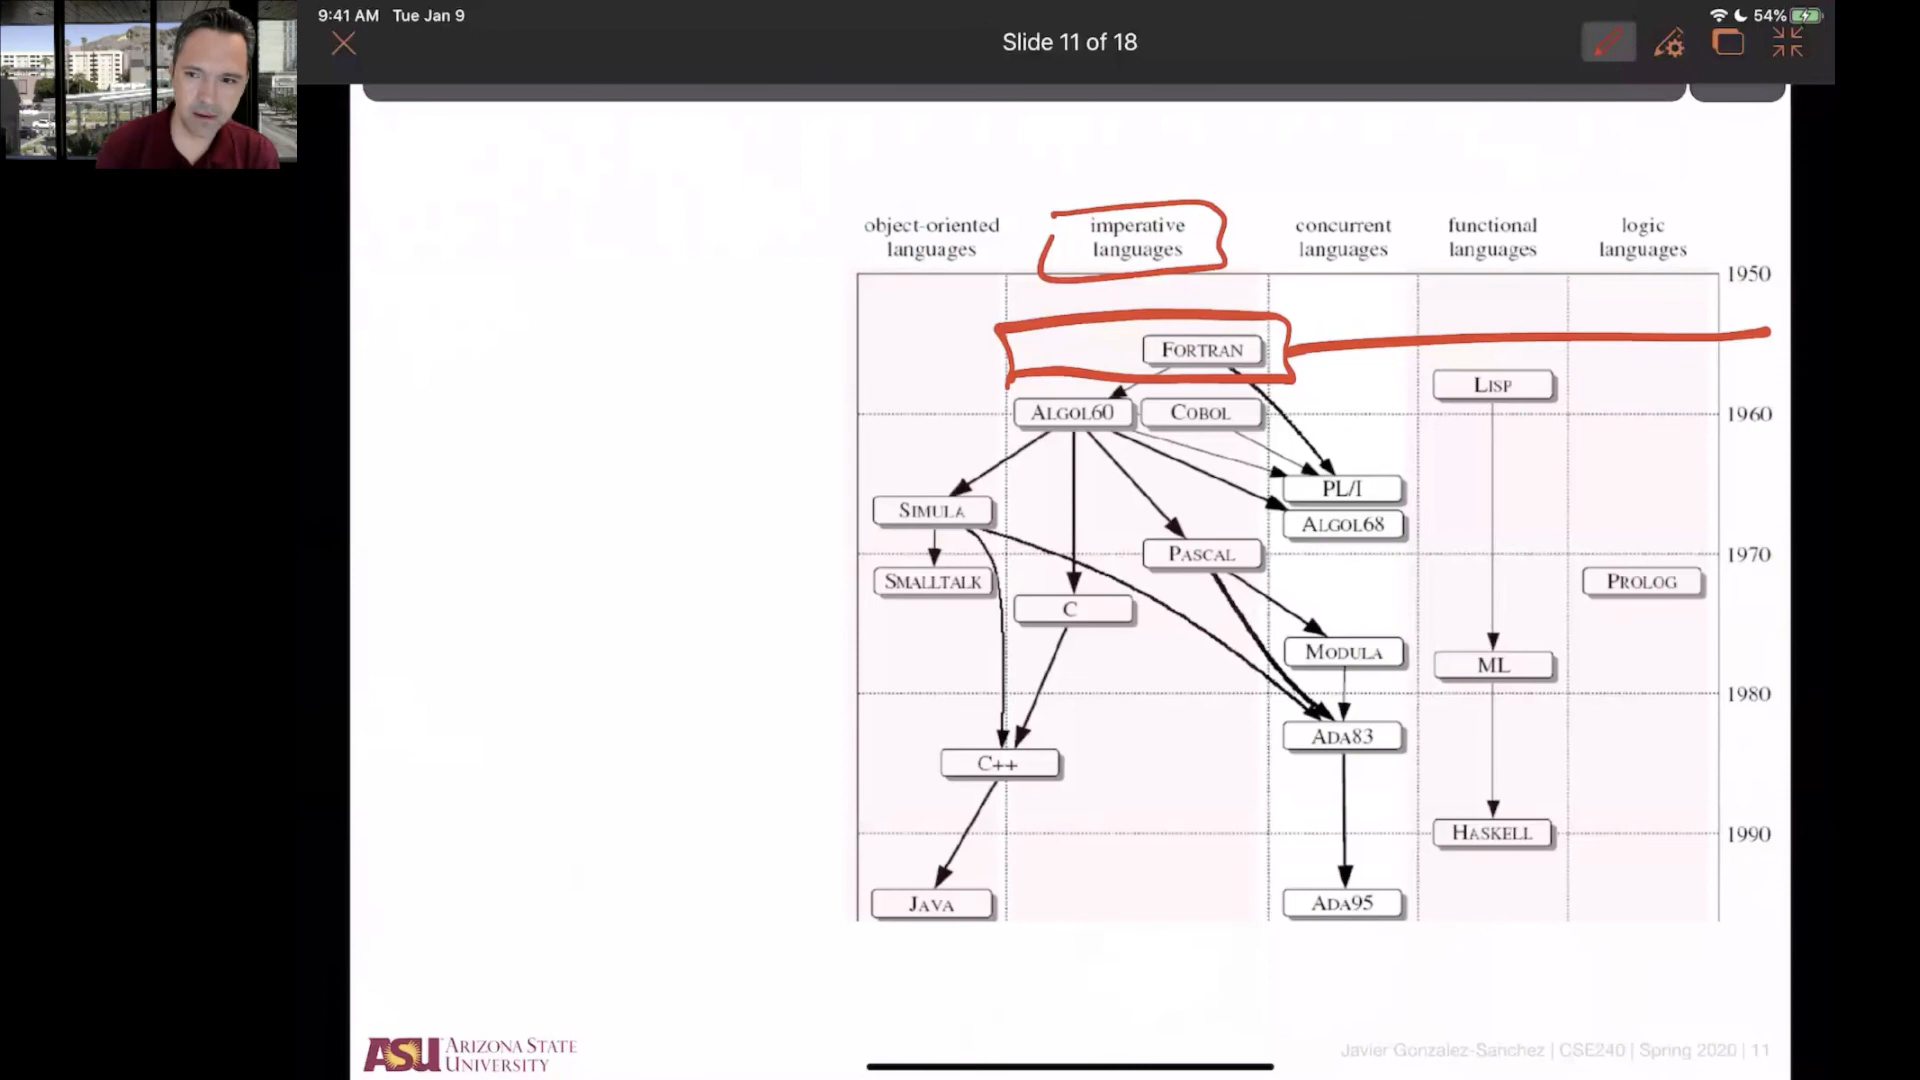 9:41 AM Tue Jan 9
54%
Slide 11 of 18
object-oriented languages
imperative languages
concurrent languages
functional languages
logic languages
1950
FORTRAN
LISP
ALGOL60
COBOL
1960
PL/I
SIMULA
ALGOL68
PASCAL
1970
SMALLTALK
PROLOG
C
MODULA
ML
1980
ADA83
C++
HASKELL
1990
JAVA
ADA95
ASU ARIZONA STATE UNIVERSITY
Javier Gonzalez-Sanchez | CSE240 | Spring 2020 | 11